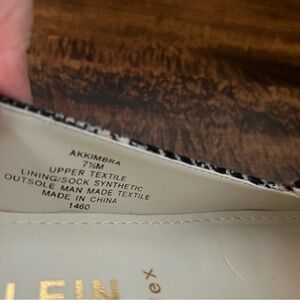 AKKIMBRA
7½M
UPPER TEXTILE
LINING/SOCK SYNTHETIC
OUTSOLE MAN MADE TEXTILE
MADE IN CHINA
1460